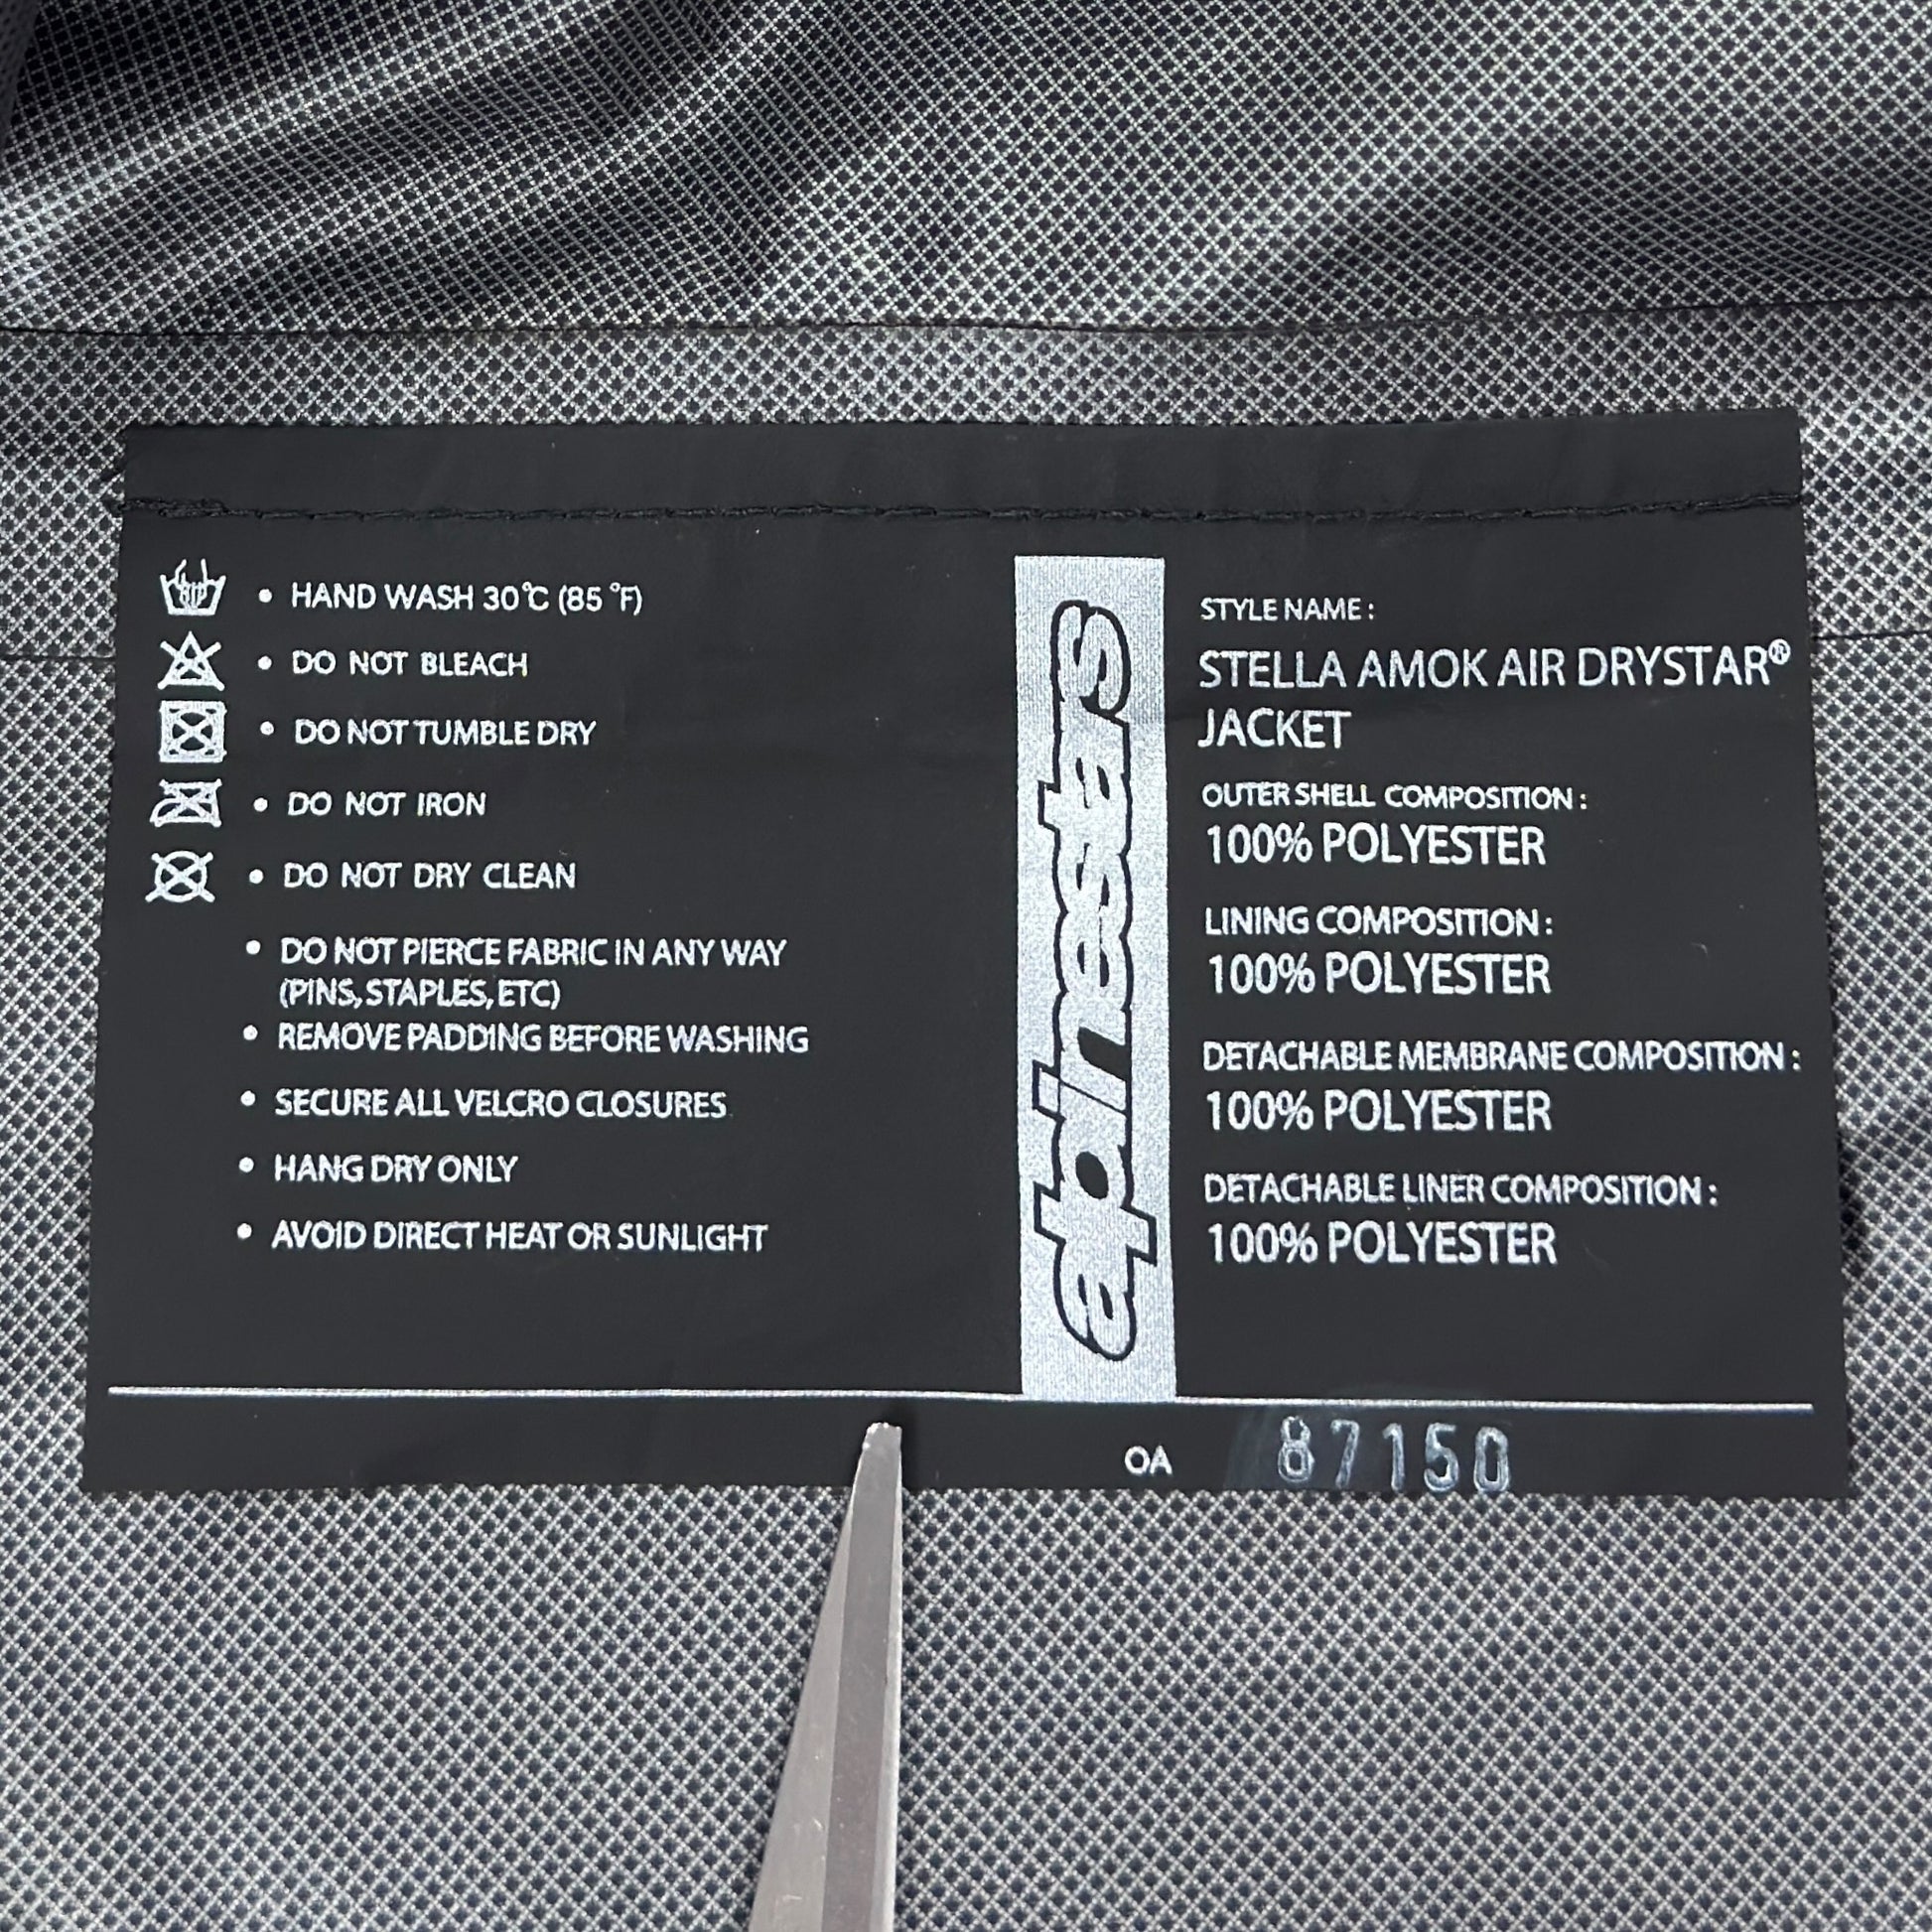 • HAND WASH 30℃ (85 °F)
• DO NOT BLEACH
• DO NOT TUMBLE DRY
• DO NOT IRON
• DO NOT DRY CLEAN
• DO NOT PIERCE FABRIC IN ANY WAY
(PINS, STAPLES, ETC)
• REMOVE PADDING BEFORE WASHING
• SECURE ALL VELCRO CLOSURES
• HANG DRY ONLY
• AVOID DIRECT HEAT OR SUNLIGHT
alpinestars
STYLE NAME :
STELLA AMOK AIR DRYSTAR®
JACKET
OUTER SHELL COMPOSITION :
100% POLYESTER
LINING COMPOSITION :
100% POLYESTER
DETACHABLE MEMBRANE COMPOSITION :
100% POLYESTER
DETACHABLE LINER COMPOSITION :
100% POLYESTER
OA 87150